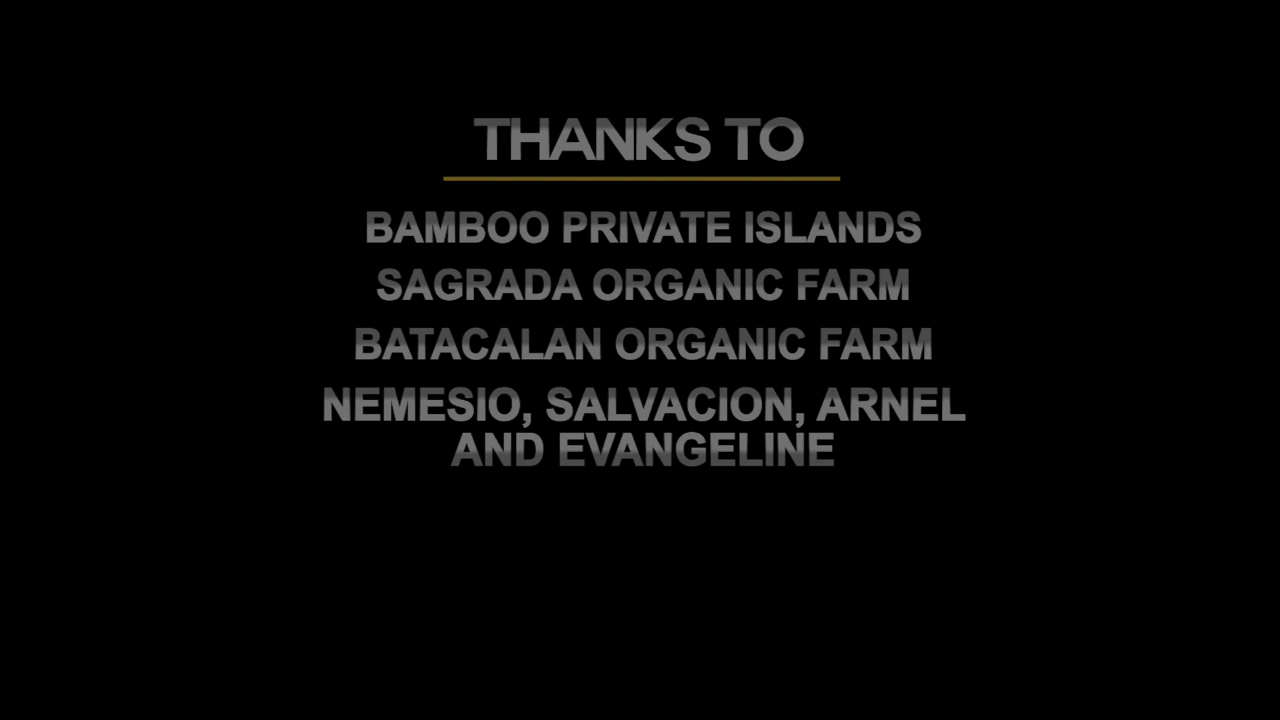 THANKS TO
BAMBOO PRIVATE ISLANDS
SAGRADA ORGANIC FARM
BATACALAN ORGANIC FARM
NEMESIO, SALVACION, ARNEL
AND EVANGELINE